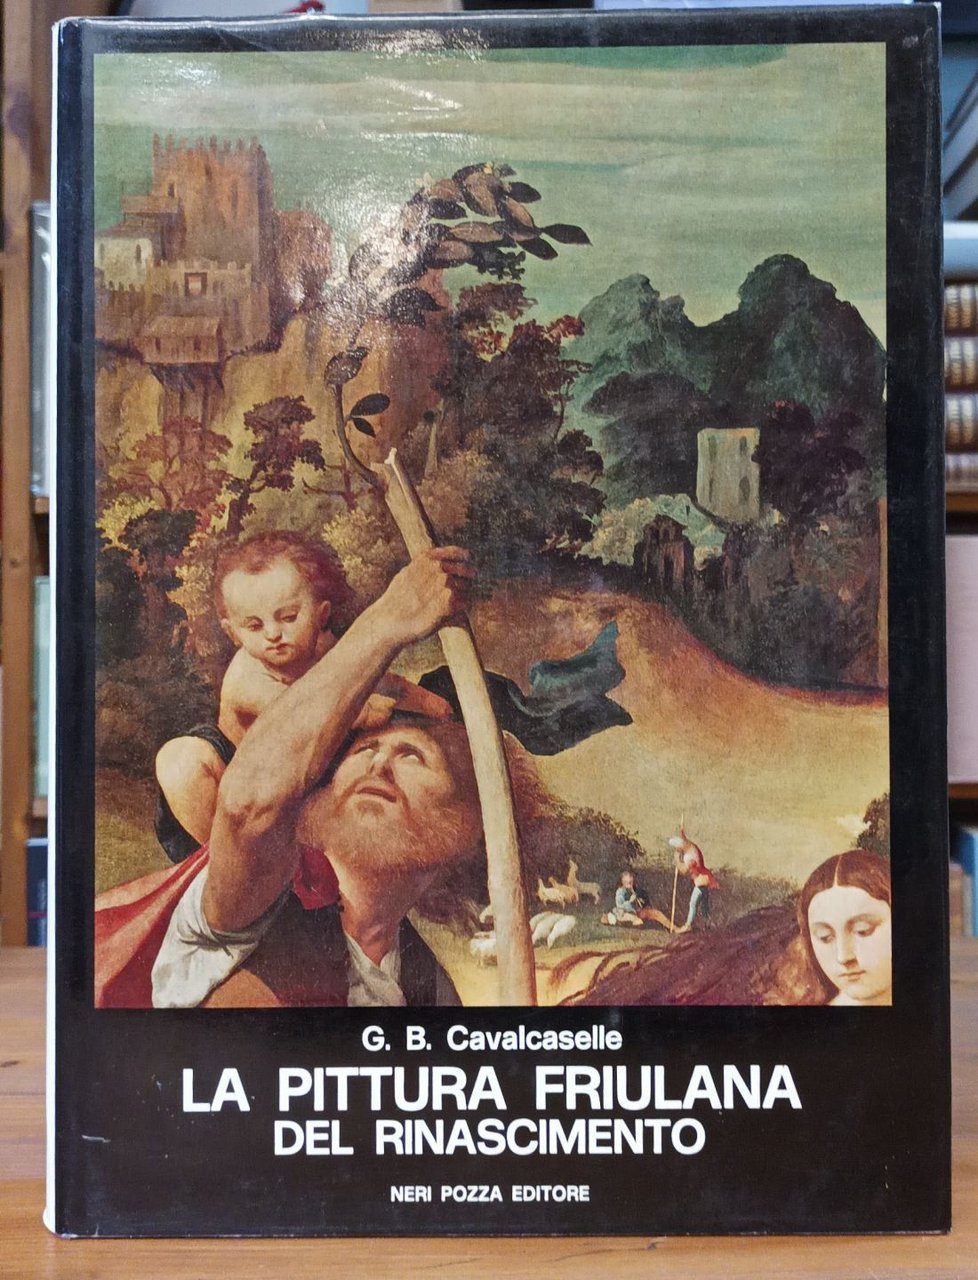 G. B. Cavalcaselle
LA PITTURA FRIULANA
DEL RINASCIMENTO
NERI POZZA EDITORE